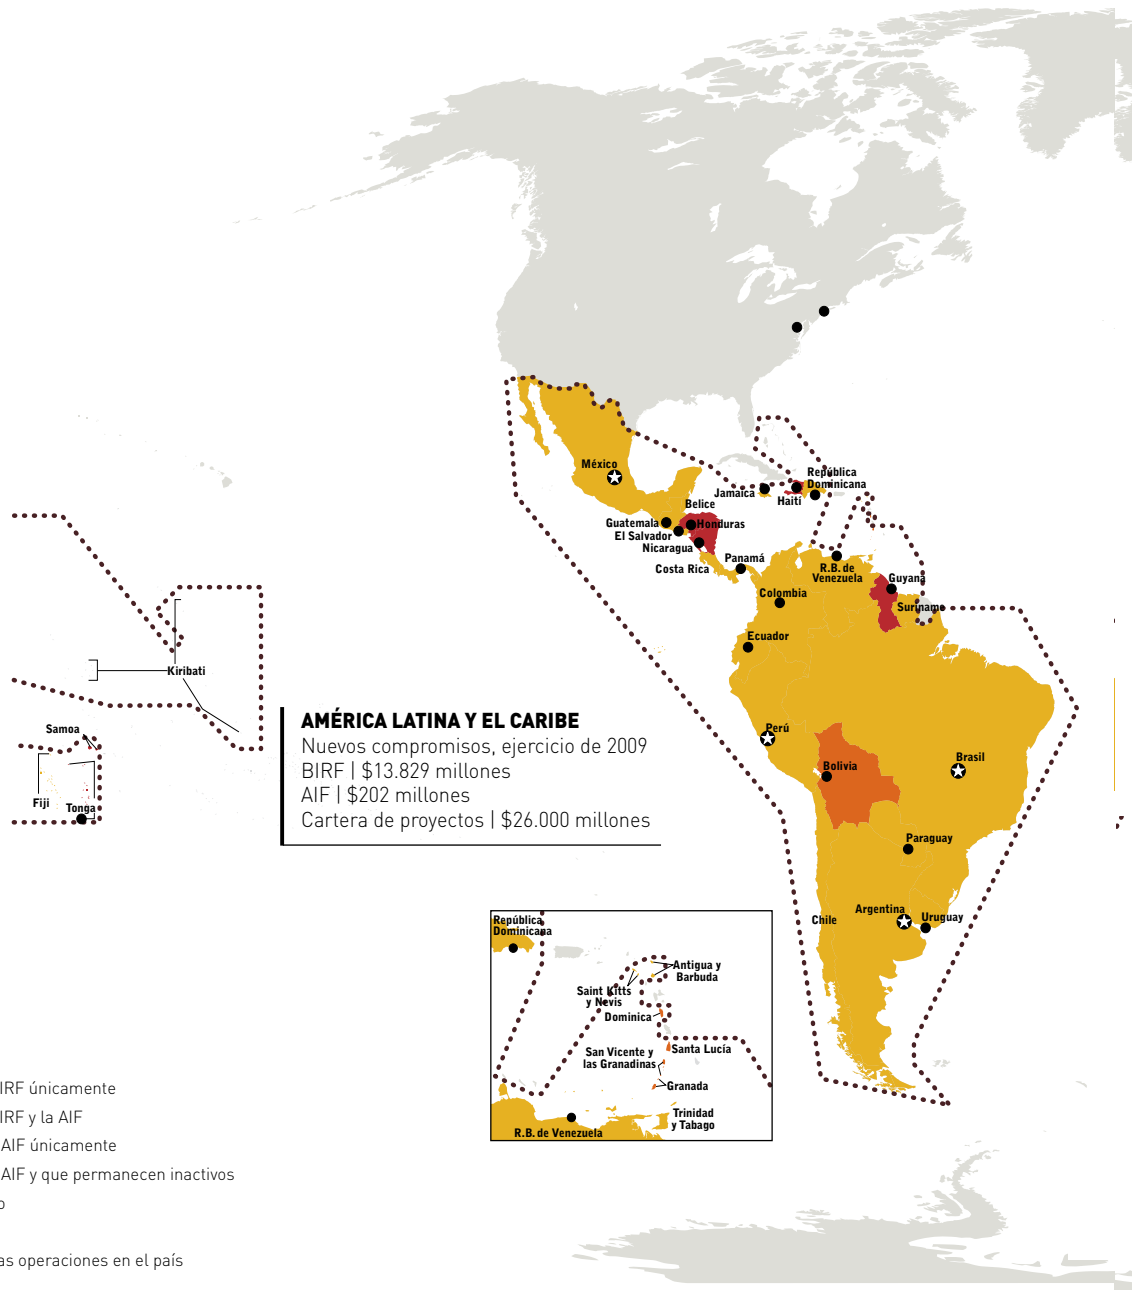 México
República
Dominicana
Jamaica
Haití
Belice
Guatemala
Honduras
El Salvador
Nicaragua
Costa Rica
Panamá
R.B. de
Venezuela
Guyana
Suriname
Colombia
Ecuador
Kiribati
Samoa
Fiji
Tonga
AMÉRICA LATINA Y EL CARIBE
Nuevos compromisos, ejercicio de 2009
BIRF | $13.829 millones
AIF | $202 millones
Cartera de proyectos | $26.000 millones
Perú
Bolivia
Brasil
Paraguay
Argentina
Uruguay
Chile
República
Dominicana
Antigua y
Barbuda
Saint Kitts
y Nevis
Dominica
Santa Lucía
San Vicente y
las Granadinas
Granada
Trinidad
y Tabago
R.B. de Venezuela
IRF únicamente
IRF y la AIF
AIF únicamente
AIF y que permanecen inactivos
o
as operaciones en el país